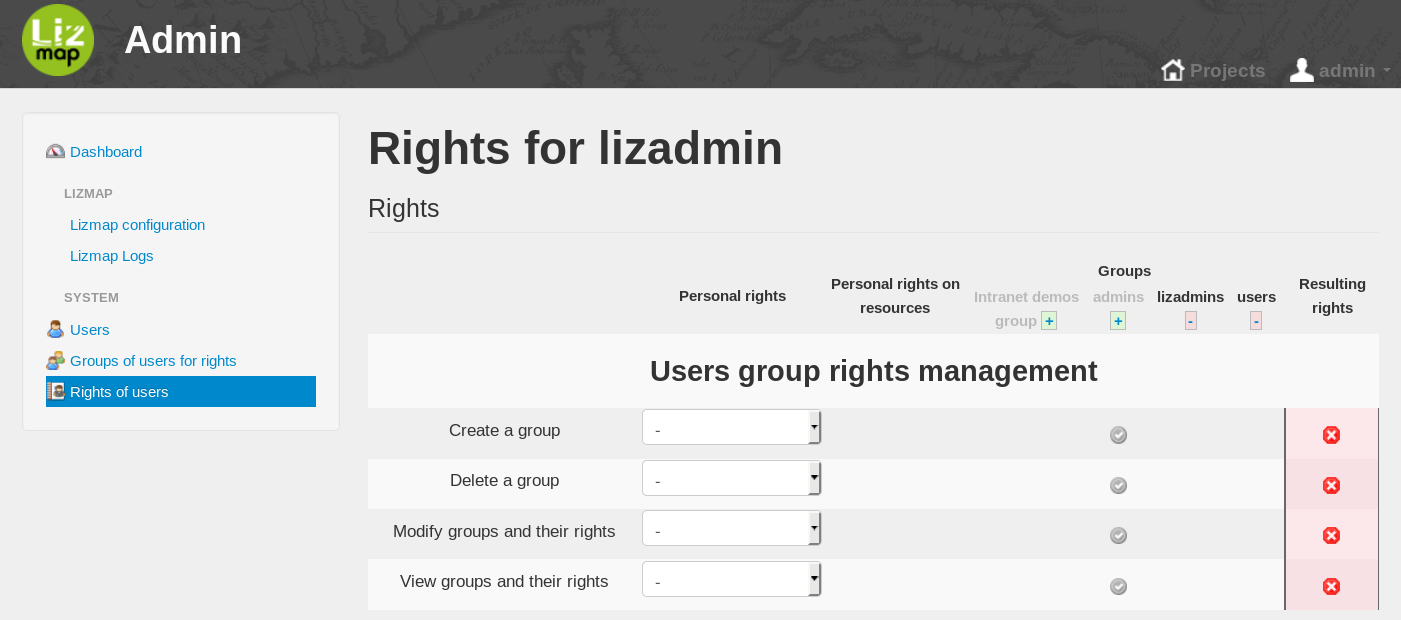 Liz
map
Admin
Projects
admin
Dashboard
LIZMAP
Lizmap configuration
Lizmap Logs
SYSTEM
Users
Groups of users for rights
Rights of users
Rights for lizadmin
Rights
Personal rights
Personal rights on
resources
Groups
Intranet demos
group +
admins
+
lizadmins
-
users
-
Resulting
rights
Users group rights management
Create a group
-
Delete a group
-
Modify groups and their rights
-
View groups and their rights
-